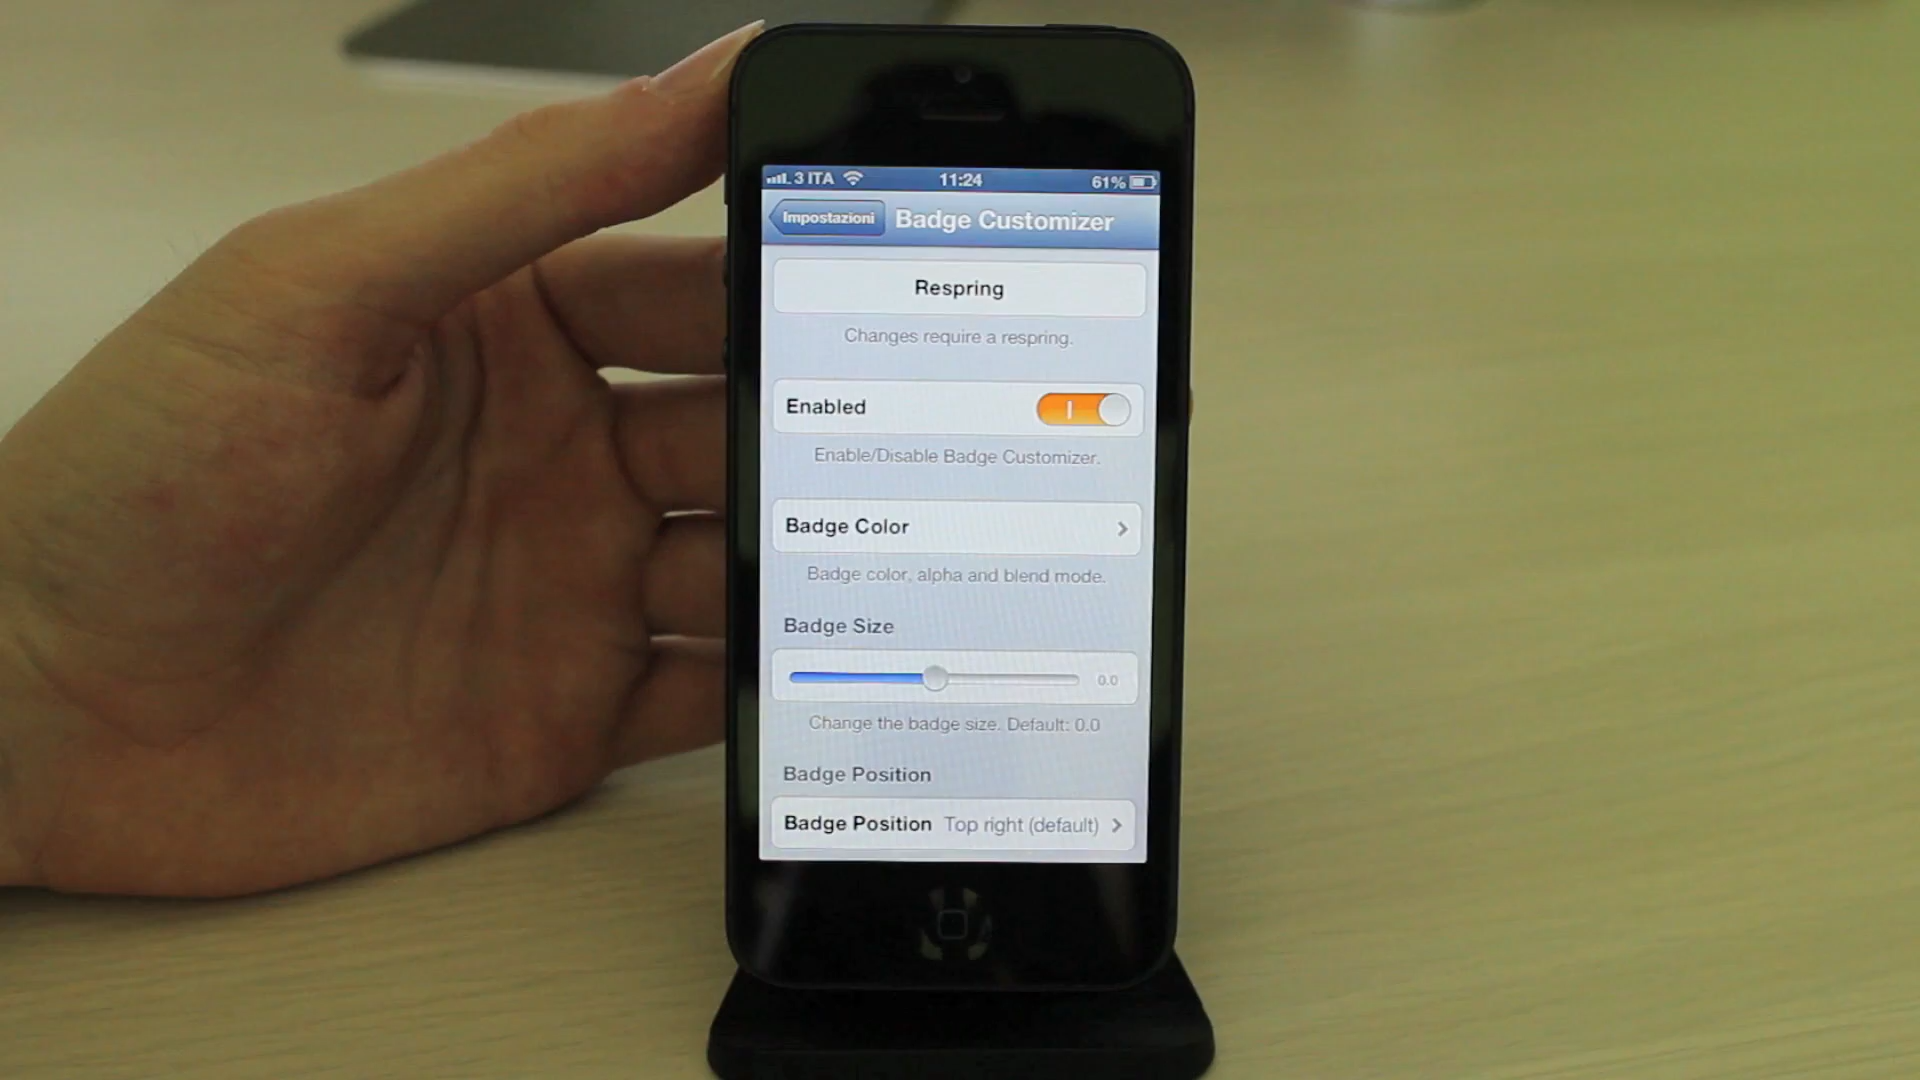 3 ITA 11:24 61%
Impostazioni Badge Customizer
Respring
Changes require a respring.
Enabled
Enable/Disable Badge Customizer.
Badge Color
Badge color, alpha and blend mode.
Badge Size
0.0
Change the badge size. Default: 0.0
Badge Position
Badge Position Top right (default)